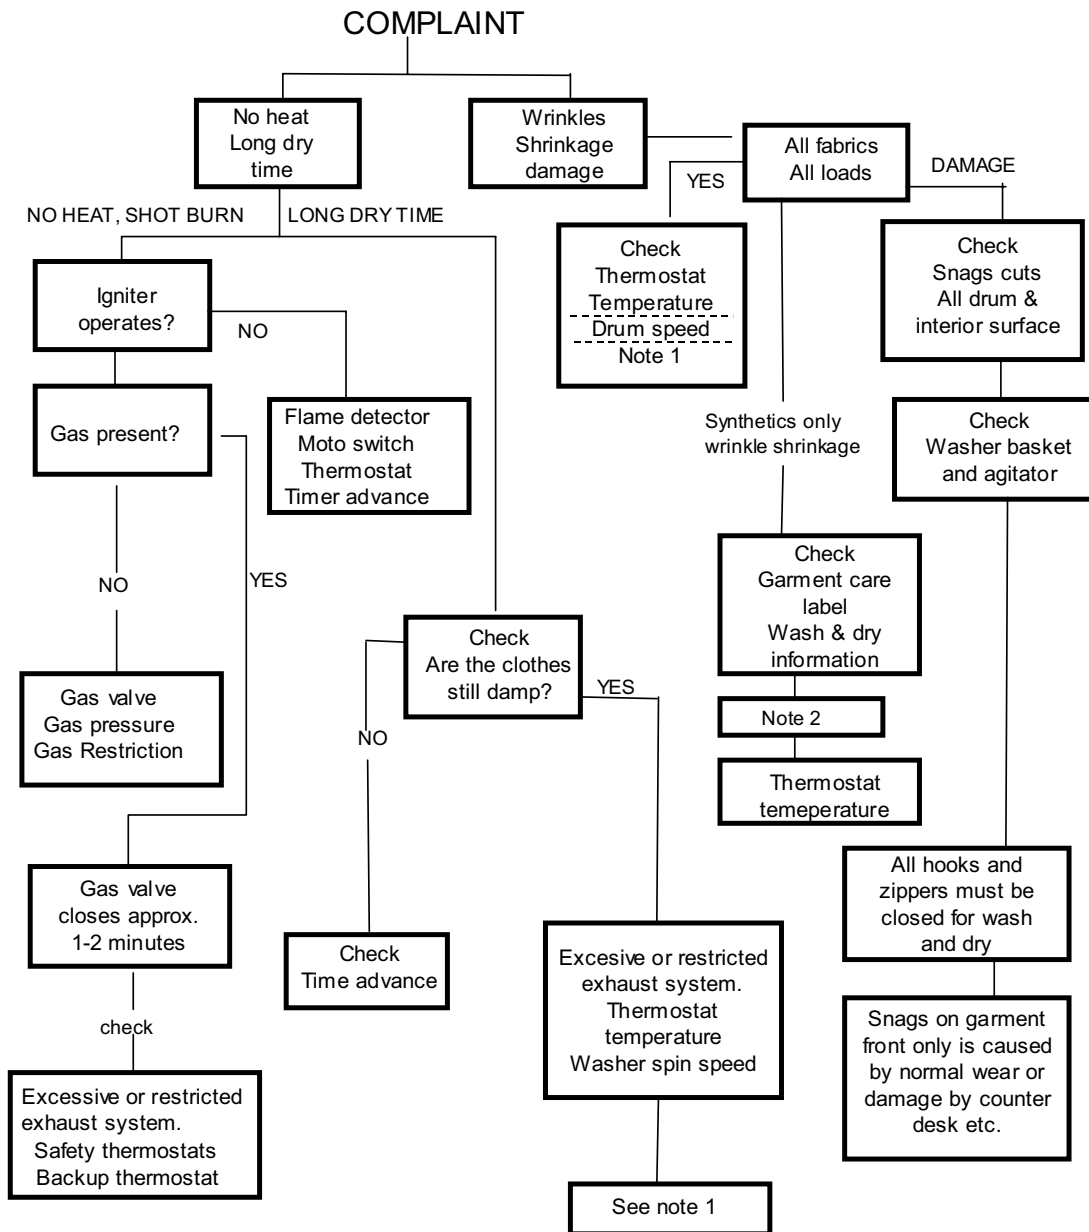 COMPLAINT
No heat
Long dry
time
Wrinkles
Shrinkage
damage
All fabrics
All loads
YES
DAMAGE
NO HEAT, SHOT BURN
LONG DRY TIME
Check
Thermostat
Temperature
Drum speed
Note 1
Check
Snags cuts
All drum &
interior surface
Igniter
operates?
NO
Gas present?
Flame detector
Moto switch
Thermostat
Timer advance
Synthetics only
wrinkle shrinkage
Check
Washer basket
and agitator
NO
YES
Check
Garment care
label
Wash & dry
information
Check
Are the clothes
still damp?
YES
NO
Gas valve
Gas pressure
Gas Restriction
Note 2
Thermostat
temeperature
Gas valve
closes approx.
1-2 minutes
All hooks and
zippers must be
closed for wash
and dry
Check
Time advance
Excesive or restricted
exhaust system.
Thermostat
temperature
Washer spin speed
check
Snags on garment
front only is caused
by normal wear or
damage by counter
desk etc.
Excessive or restricted
exhaust system.
Safety thermostats
Backup thermostat
See note 1